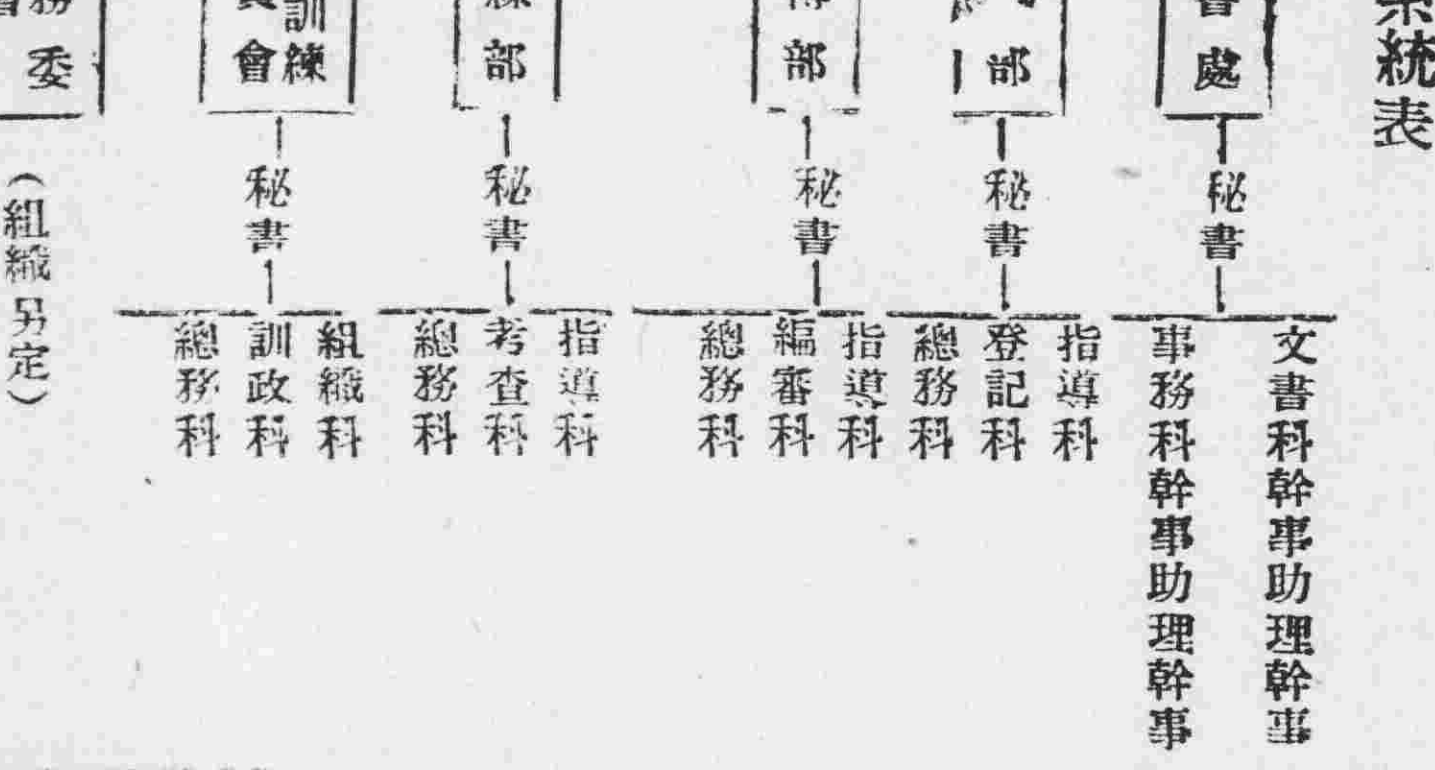 統表
處
秘書
文書科幹事助理幹事
事務科幹事助理幹事
部
秘書
指導科
登記科
總務科
部
秘書
指導科
編審科
總務科
部
秘書
指導科
考查科
總務科
訓練
會
秘書
組織科
訓政科
總務科
委
（組織另定）